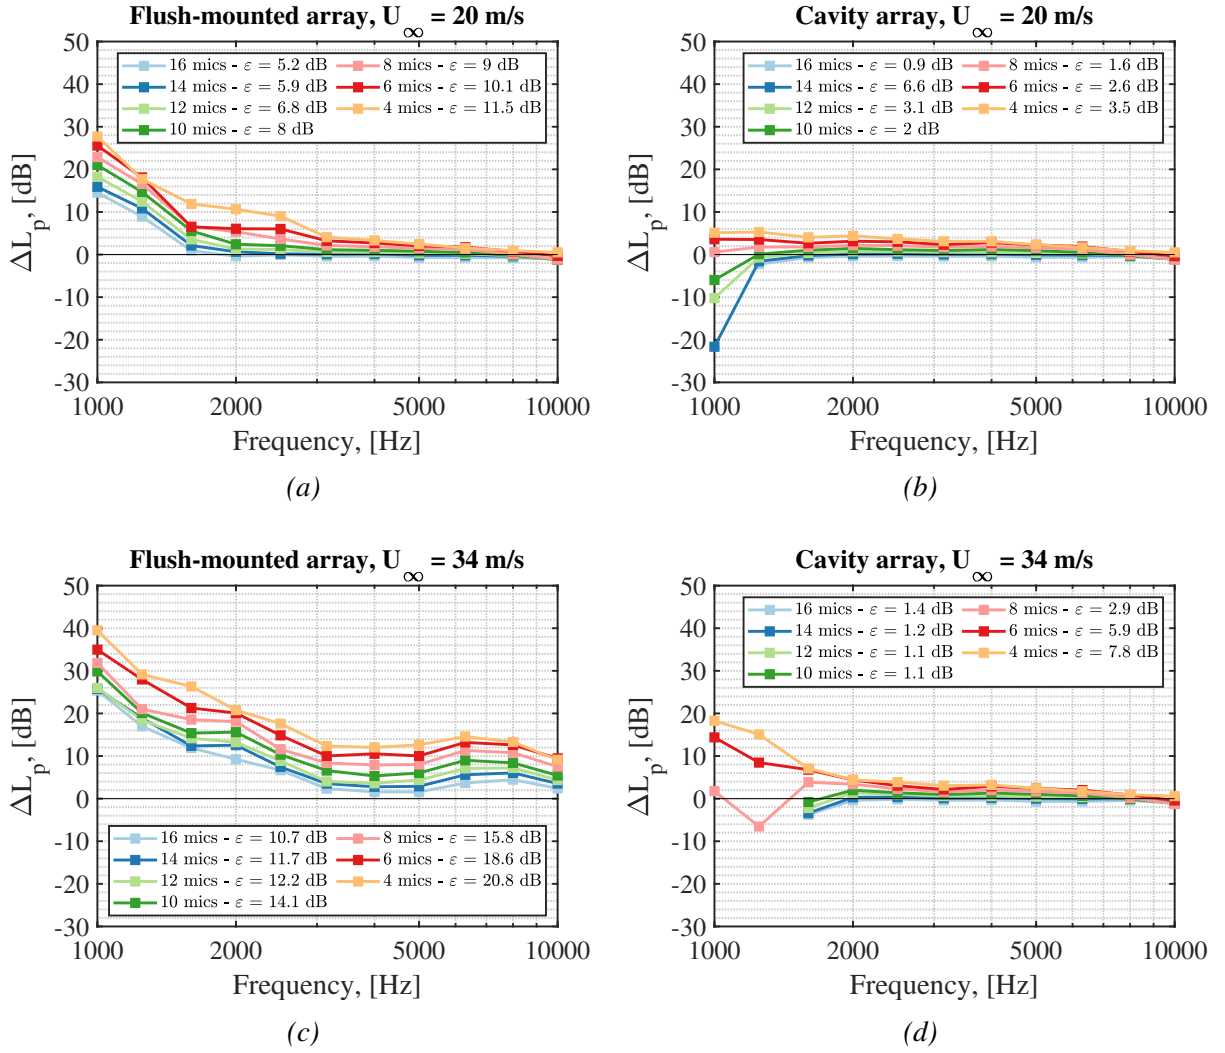 Flush-mounted array, U∞ = 20 m/s
50
40
30
20
10
0
-10
-20
-30
ΔLp, [dB]
16 mics - ε = 5.2 dB
14 mics - ε = 5.9 dB
12 mics - ε = 6.8 dB
10 mics - ε = 8 dB
8 mics - ε = 9 dB
6 mics - ε = 10.1 dB
4 mics - ε = 11.5 dB
1000 2000 5000 10000
Frequency, [Hz]
(a)
Cavity array, U∞ = 20 m/s
50
40
30
20
10
0
-10
-20
-30
ΔLp, [dB]
16 mics - ε = 0.9 dB
14 mics - ε = 6.6 dB
12 mics - ε = 3.1 dB
10 mics - ε = 2 dB
8 mics - ε = 1.6 dB
6 mics - ε = 2.6 dB
4 mics - ε = 3.5 dB
1000 2000 5000 10000
Frequency, [Hz]
(b)
Flush-mounted array, U∞ = 34 m/s
50
40
30
20
10
0
-10
-20
-30
ΔLp, [dB]
16 mics - ε = 10.7 dB
14 mics - ε = 11.7 dB
12 mics - ε = 12.2 dB
10 mics - ε = 14.1 dB
8 mics - ε = 15.8 dB
6 mics - ε = 18.6 dB
4 mics - ε = 20.8 dB
1000 2000 5000 10000
Frequency, [Hz]
(c)
Cavity array, U∞ = 34 m/s
50
40
30
20
10
0
-10
-20
-30
ΔLp, [dB]
16 mics - ε = 1.4 dB
14 mics - ε = 1.2 dB
12 mics - ε = 1.1 dB
10 mics - ε = 1.1 dB
8 mics - ε = 2.9 dB
6 mics - ε = 5.9 dB
4 mics - ε = 7.8 dB
1000 2000 5000 10000
Frequency, [Hz]
(d)